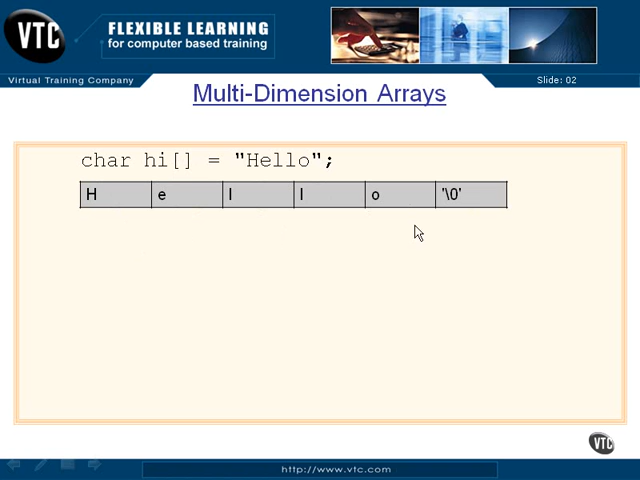 VTC
FLEXIBLE LEARNING
for computer based training
Virtual Training Company
Slide: 02
Multi-Dimension Arrays
char hi[] = "Hello";
H e l l o '\0'
VTC
http://www.vtc.com